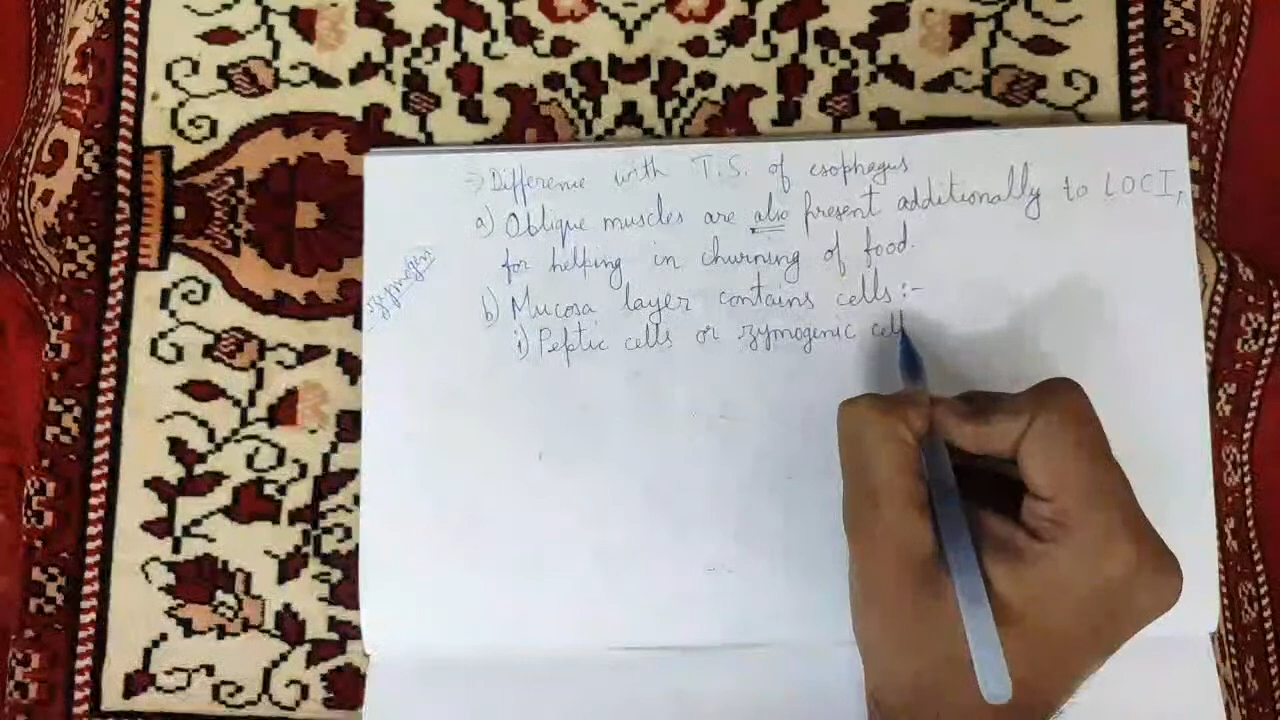 ⇒ Difference with T.S. of esophagus
a) Oblique muscles are also present additionally to LOCI,
for helping in churning of food.
b) Mucosa layer contains cells :-
i) Peptic cells or zymogenic cell
zymogen